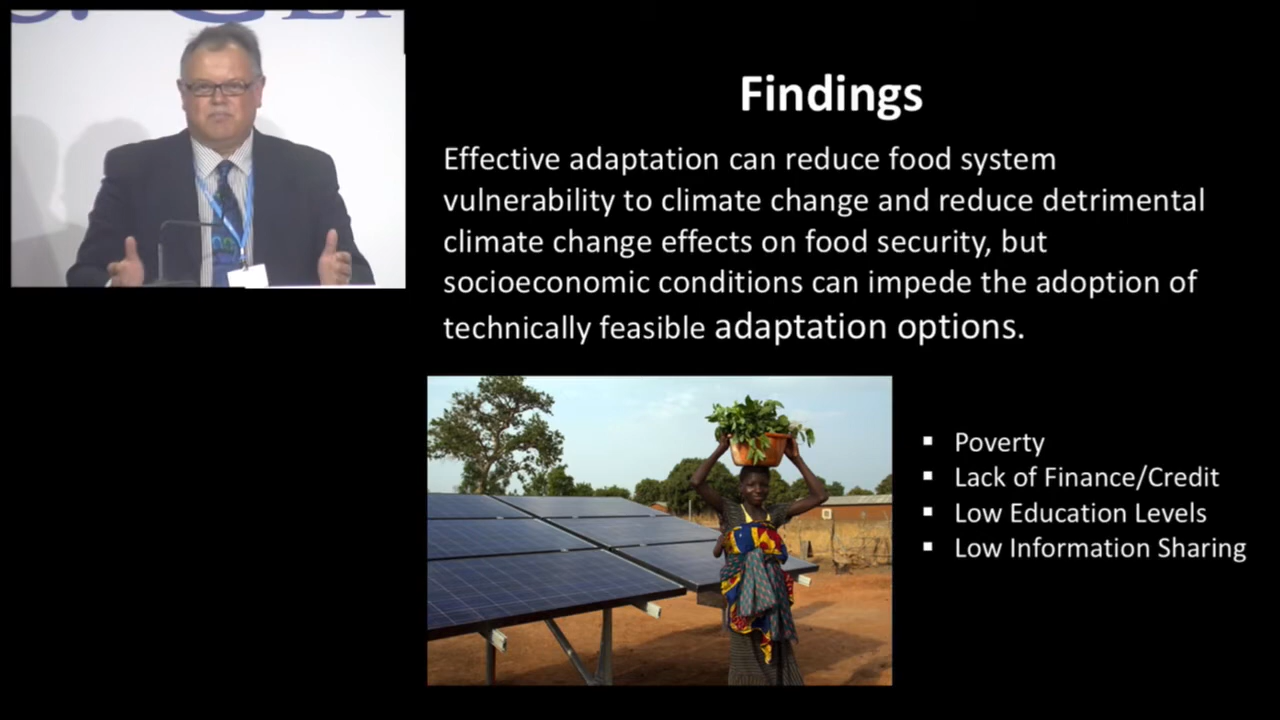 Findings
Effective adaptation can reduce food system
vulnerability to climate change and reduce detrimental
climate change effects on food security, but
socioeconomic conditions can impede the adoption of
technically feasible adaptation options.
▪ Poverty
▪ Lack of Finance/Credit
▪ Low Education Levels
▪ Low Information Sharing